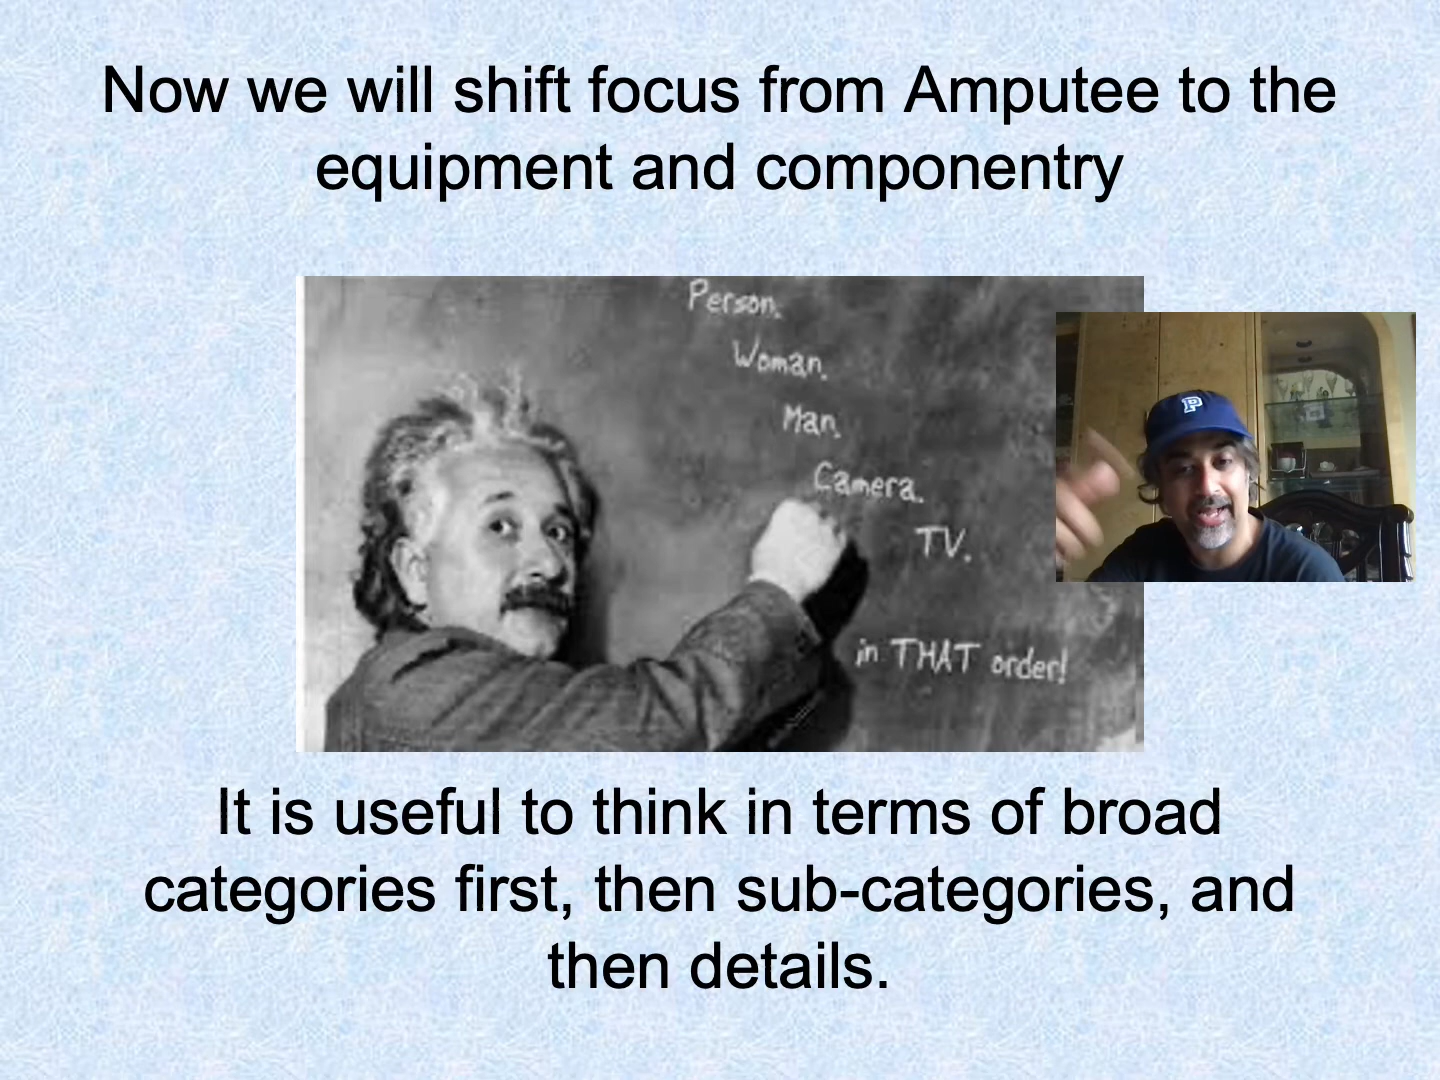 Now we will shift focus from Amputee to the
equipment and componentry
Person.
Woman.
Man.
Camera.
TV.
in THAT order!
P
It is useful to think in terms of broad
categories first, then sub-categories, and
then details.